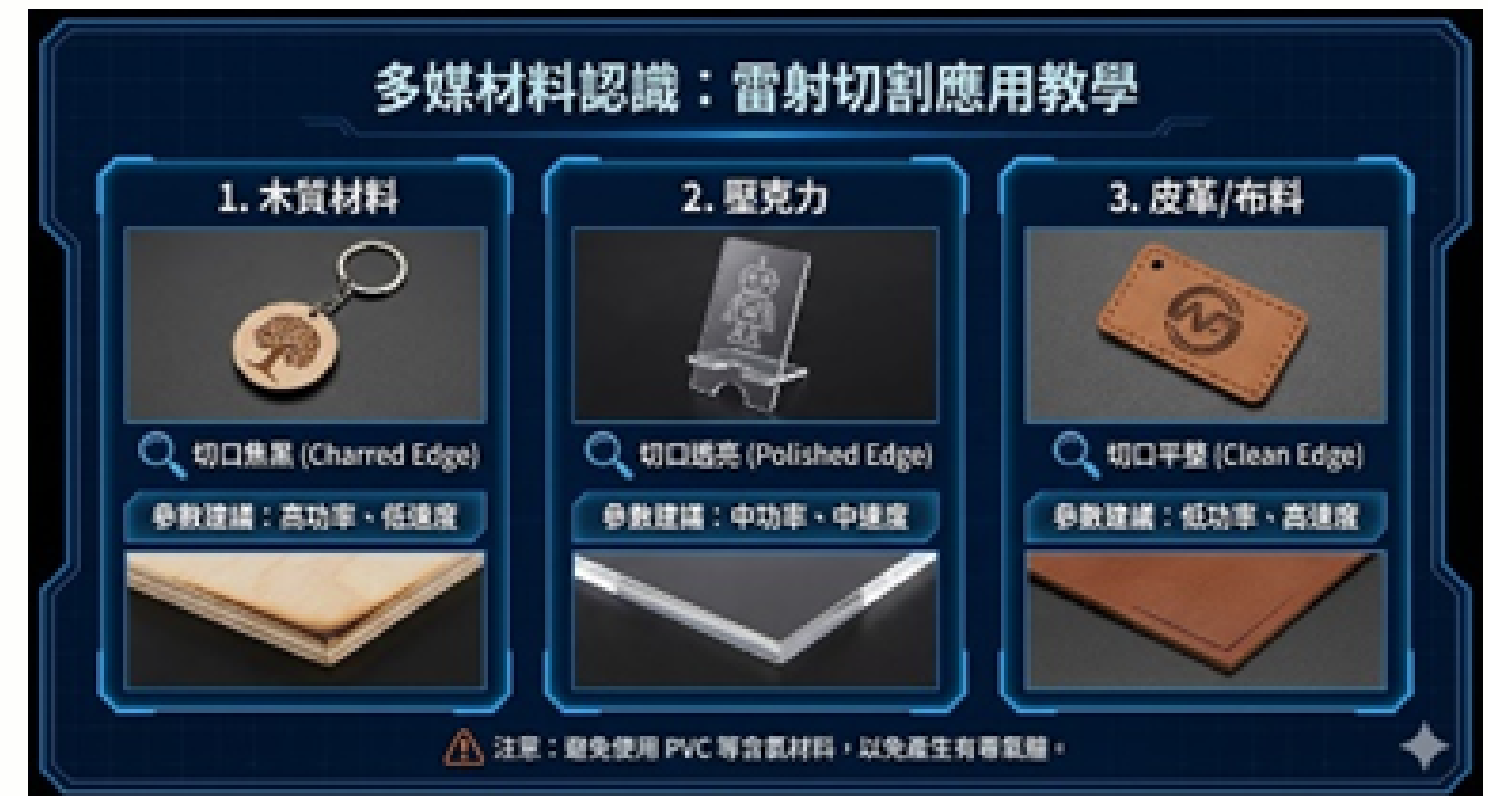 多媒材料認識：雷射切割應用教學
1. 木質材料
切口焦黑 (Charred Edge)
參數建議：高功率、低速度
2. 壓克力
切口透亮 (Polished Edge)
參數建議：中功率、中速度
3. 皮革/布料
切口平整 (Clean Edge)
參數建議：低功率、高速度
注意：避免使用 PVC 等含氯材料，以免產生有毒氣體。